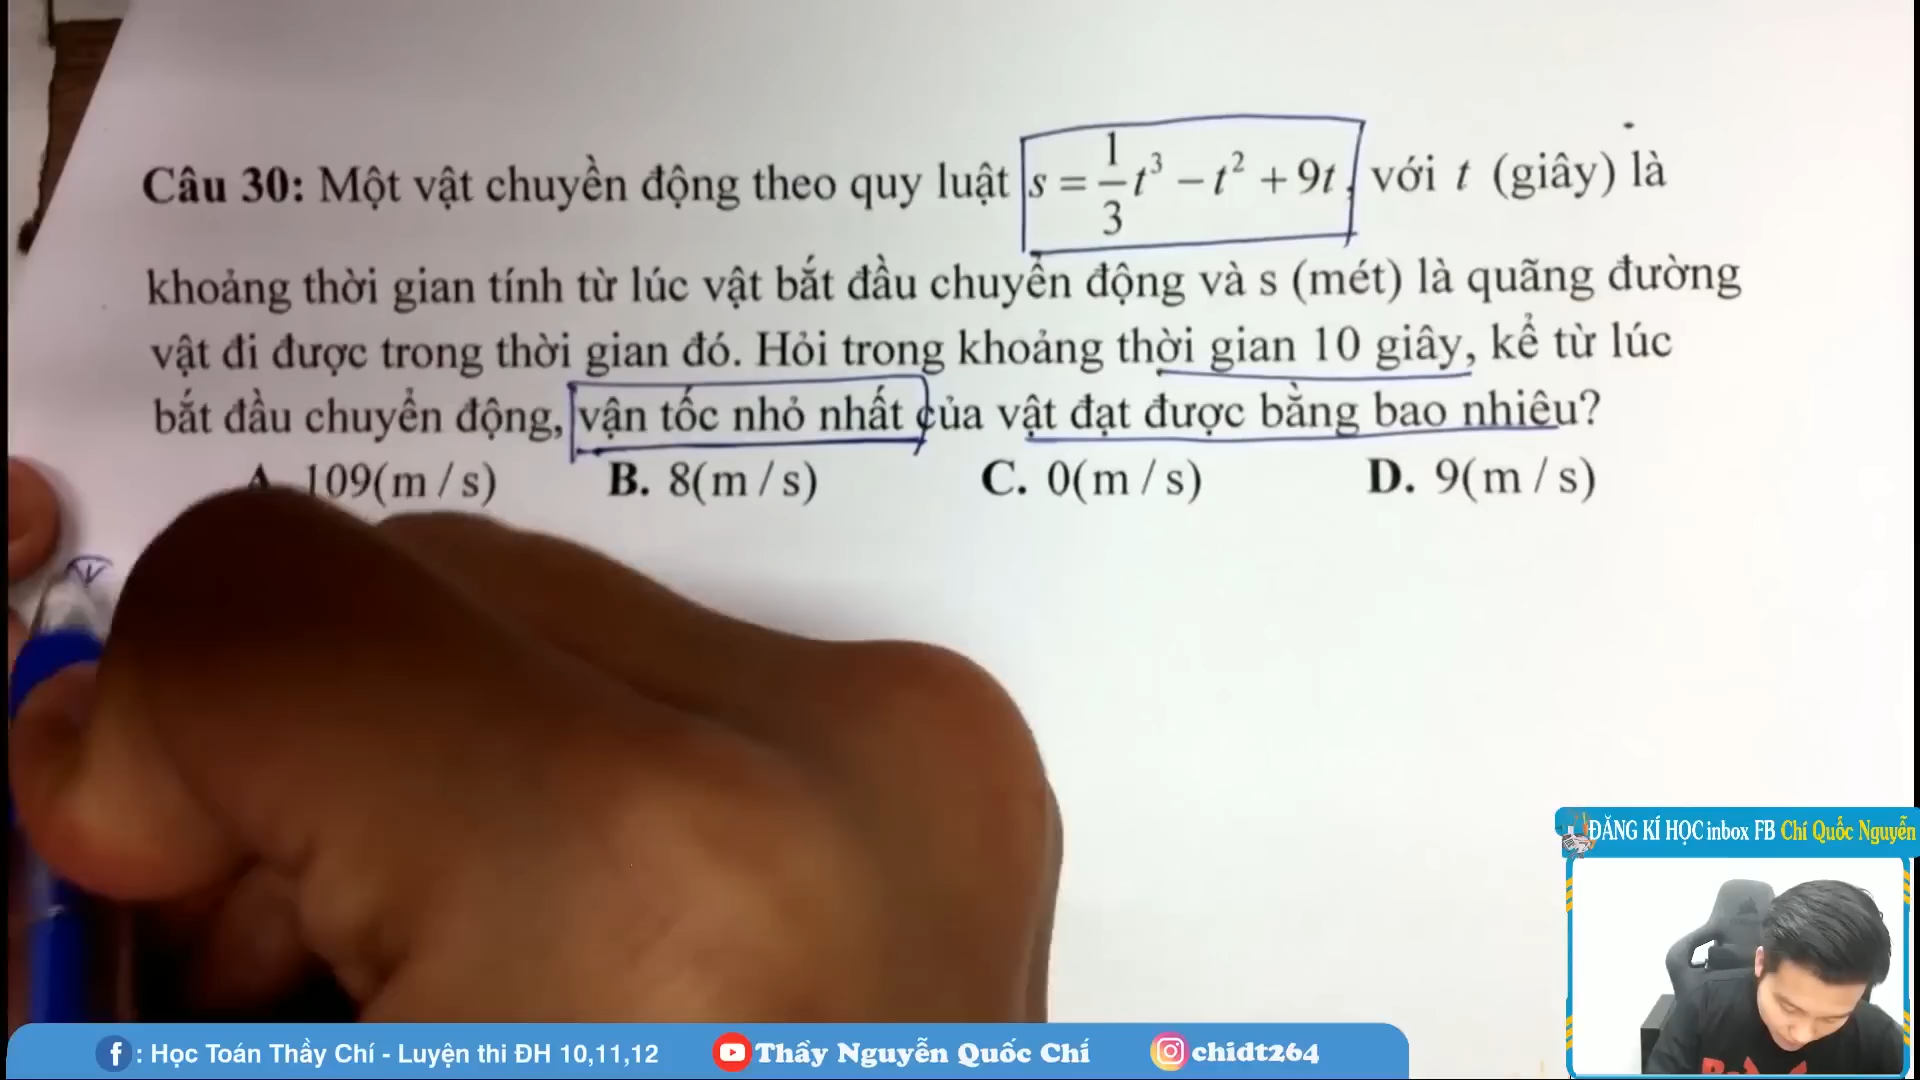 Câu 30: Một vật chuyển động theo quy luật s = 1/3 t³ − t² + 9t, với t (giây) là
khoảng thời gian tính từ lúc vật bắt đầu chuyển động và s (mét) là quãng đường
vật đi được trong thời gian đó. Hỏi trong khoảng thời gian 10 giây, kể từ lúc
bắt đầu chuyển động, vận tốc nhỏ nhất của vật đạt được bằng bao nhiêu?
A. 109(m / s) B. 8(m / s) C. 0(m / s) D. 9(m / s)
ĐĂNG KÍ HỌC inbox FB Chí Quốc Nguyễn
: Học Toán Thầy Chí - Luyện thi ĐH 10,11,12 Thầy Nguyễn Quốc Chí chidt264